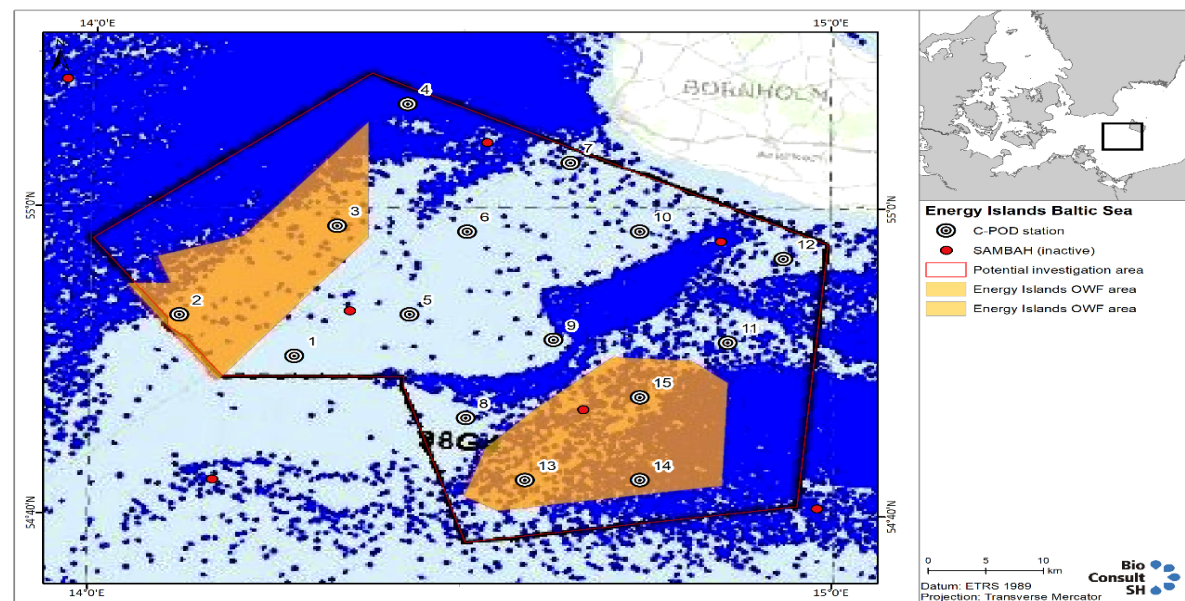 14°0'E
15°0'E
4
BORNHOLM
7
55°0'N
55°0'N
3
6
10
12
2
5
9
11
1
15
8
13
14
54°40'N
54°40'N
14°0'E
15°0'E
Energy Islands Baltic Sea
C-POD station
SAMBAH (inactive)
Potential investigation area
Energy Islands OWF area
Energy Islands OWF area
0 5 10
km
Datum: ETRS 1989
Projection: Transverse Mercator
Bio
Consult
SH